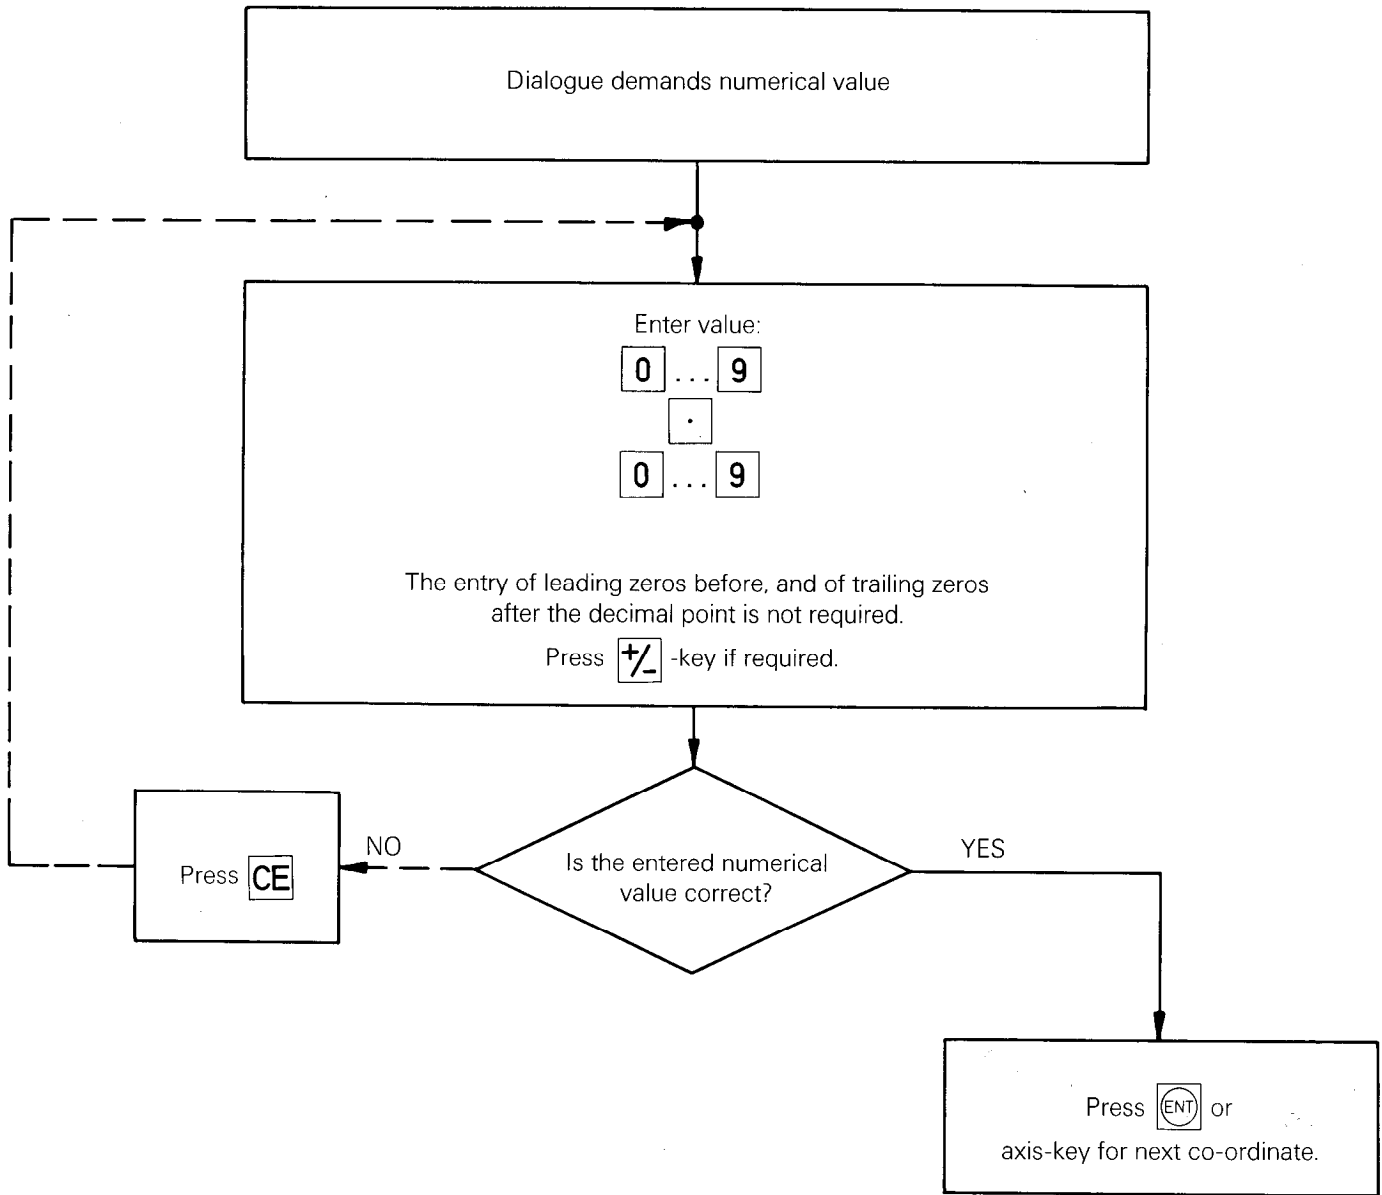 Dialogue demands numerical value
Enter value:
0 ... 9
.
0 ... 9
The entry of leading zeros before, and of trailing zeros
after the decimal point is not required.
Press +/- -key if required.
Is the entered numerical
value correct?
NO
Press CE
YES
Press ENT or
axis-key for next co-ordinate.